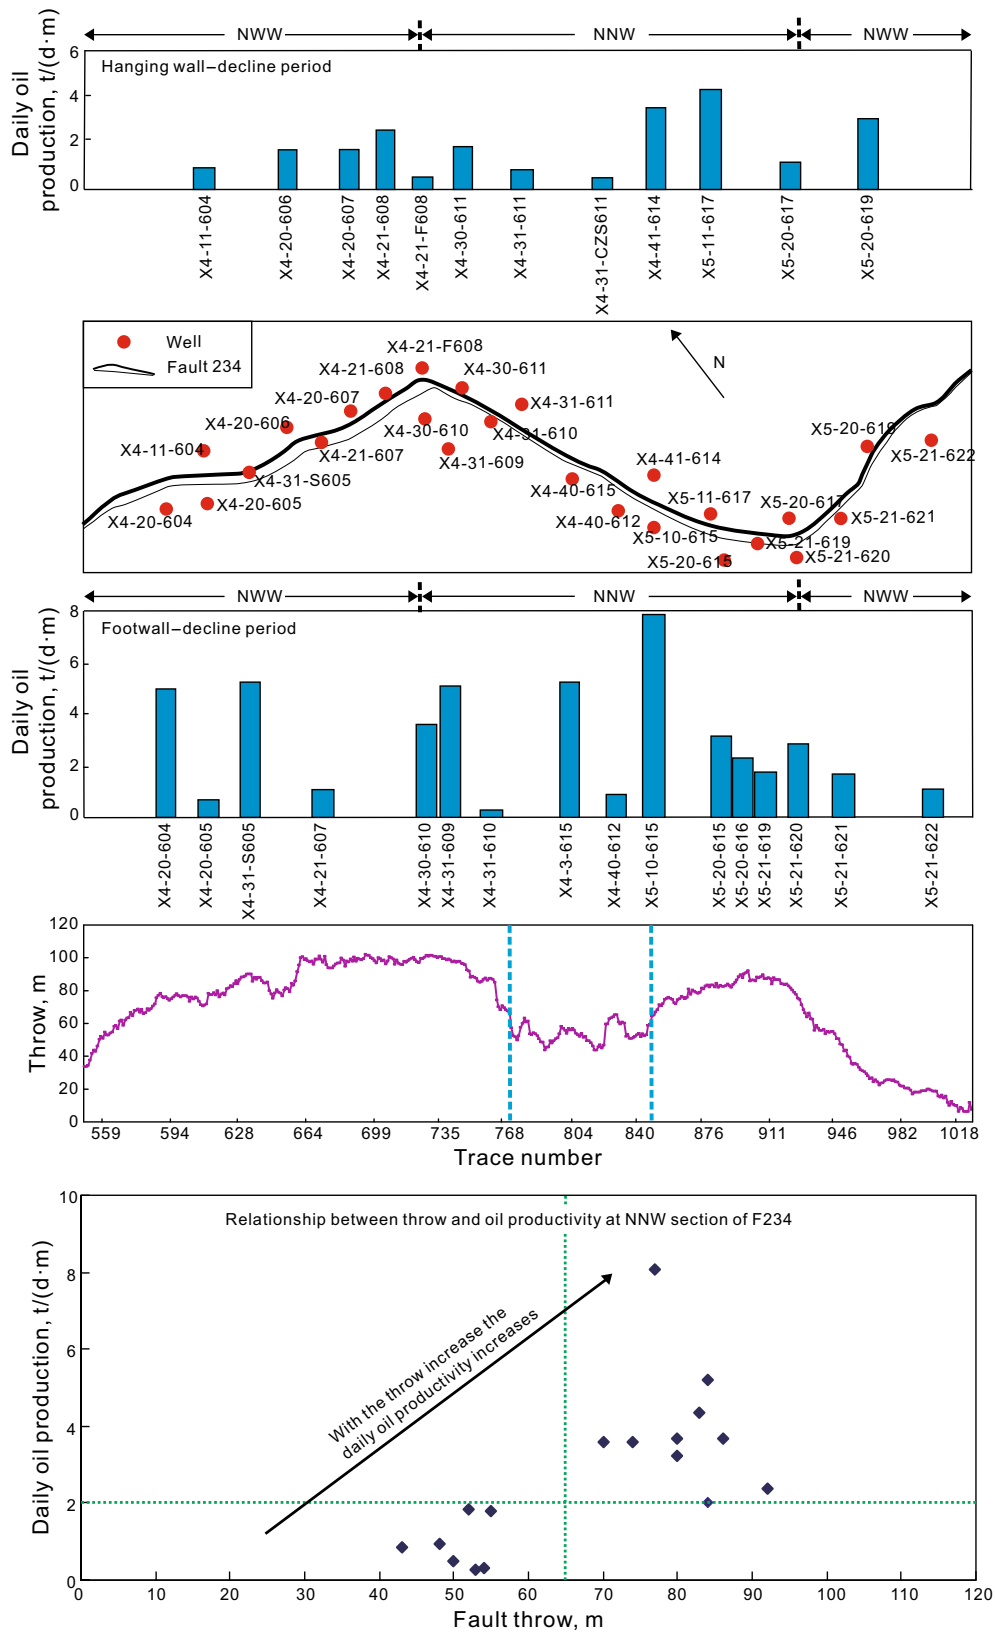 NWW
NNW
NWW
Daily oil
production, t/(d·m)
6
4
2
0
Hanging wall–decline period
X4-11-604
X4-20-606
X4-20-607
X4-21-608
X4-21-F608
X4-30-611
X4-31-611
X4-31-CZS611
X4-41-614
X5-11-617
X5-20-617
X5-20-619
Well
Fault 234
N
X4-21-F608
X4-21-608
X4-30-611
X4-20-607
X4-31-611
X4-20-606
X4-30-610
X4-31-610
X4-11-604
X4-21-607
X4-31-609
X5-20-619
X5-21-622
X4-41-614
X4-31-S605
X4-40-615
X4-20-605
X5-11-617
X5-20-617
X4-20-604
X4-40-612
X5-21-621
X5-10-615
X5-21-619
X5-20-615
X5-21-620
NWW
NNW
NWW
Daily oil
production, t/(d·m)
8
6
4
2
0
Footwall–decline period
X4-20-604
X4-20-605
X4-31-S605
X4-21-607
X4-30-610
X4-31-609
X4-31-610
X4-3-615
X4-40-612
X5-10-615
X5-20-615
X5-20-616
X5-21-619
X5-21-620
X5-21-621
X5-21-622
Throw, m
120
100
80
60
40
20
0
559 594 628 664 699 735 768 804 840 876 911 946 982 1018
Trace number
Relationship between throw and oil productivity at NNW section of F234
Daily oil production, t/(d·m)
10
8
6
4
2
0
With the throw increase the
daily oil productivity increases
0 10 20 30 40 50 60 70 80 90 100 110 120
Fault throw, m